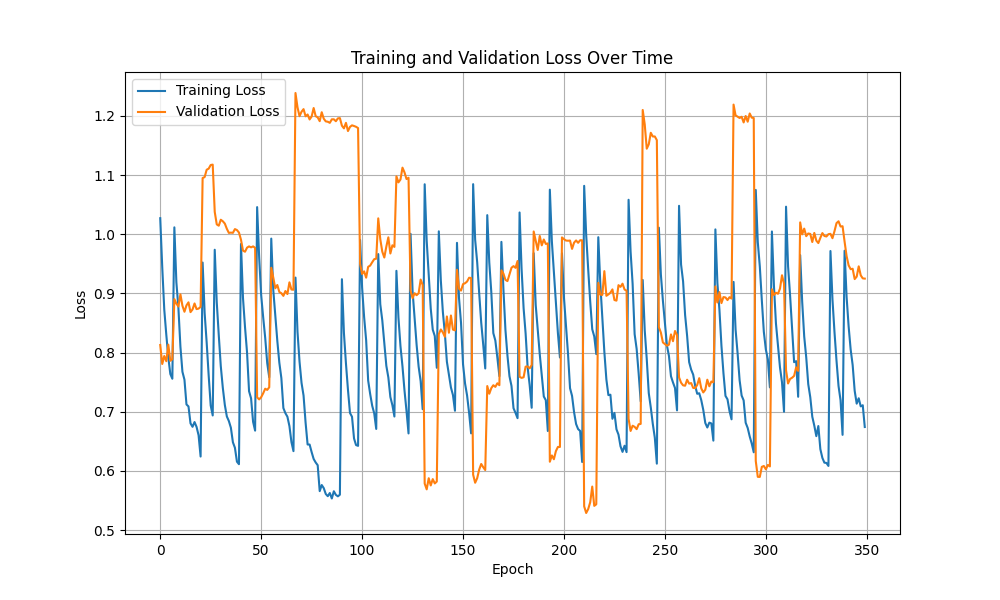 Training and Validation Loss Over Time
Training Loss
Validation Loss
Loss
1.2
1.1
1.0
0.9
0.8
0.7
0.6
0.5
0 50 100 150 200 250 300 350
Epoch